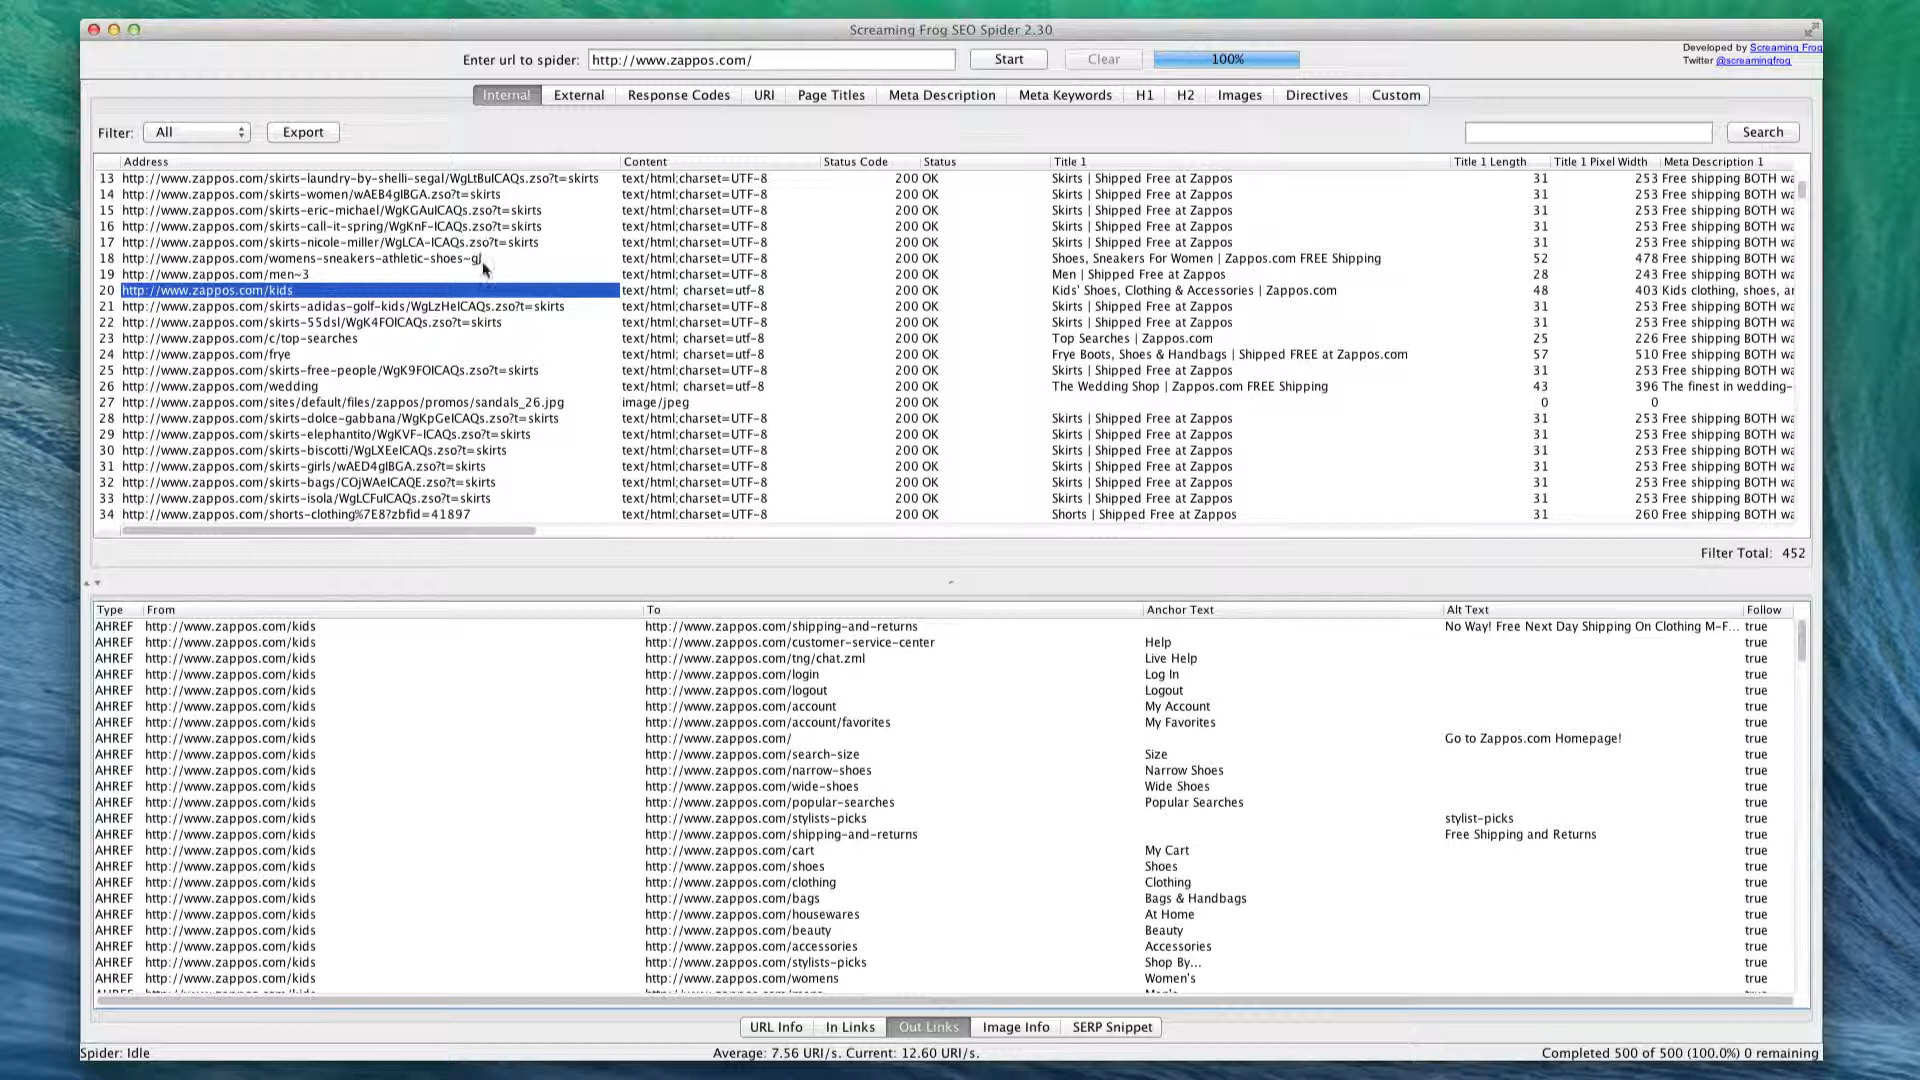 Screaming Frog SEO Spider 2.30
Enter url to spider: http://www.zappos.com/ Start Clear 100%
Developed by Screaming Frog
Twitter @screamingfrog
Internal External Response Codes URI Page Titles Meta Description Meta Keywords H1 H2 Images Directives Custom
Filter: All Export Search
Address Content Status Code Status Title 1 Title 1 Length Title 1 Pixel Width Meta Description 1
13 http://www.zappos.com/skirts-laundry-by-shelli-segal/WgLtBuICAQs.zso?t=skirts text/html;charset=UTF-8 200 OK Skirts | Shipped Free at Zappos 31 253 Free shipping BOTH wa
14 http://www.zappos.com/skirts-women/wAEB4gIBGA.zso?t=skirts text/html;charset=UTF-8 200 OK Skirts | Shipped Free at Zappos 31 253 Free shipping BOTH wa
15 http://www.zappos.com/skirts-eric-michael/WgKGAuICAQs.zso?t=skirts text/html;charset=UTF-8 200 OK Skirts | Shipped Free at Zappos 31 253 Free shipping BOTH wa
16 http://www.zappos.com/skirts-call-it-spring/WgKnF-ICAQs.zso?t=skirts text/html;charset=UTF-8 200 OK Skirts | Shipped Free at Zappos 31 253 Free shipping BOTH wa
17 http://www.zappos.com/skirts-nicole-miller/WgLCA-ICAQs.zso?t=skirts text/html;charset=UTF-8 200 OK Skirts | Shipped Free at Zappos 31 253 Free shipping BOTH wa
18 http://www.zappos.com/womens-sneakers-athletic-shoes~gJ text/html;charset=UTF-8 200 OK Shoes, Sneakers For Women | Zappos.com FREE Shipping 52 478 Free shipping BOTH wa
19 http://www.zappos.com/men~3 text/html;charset=UTF-8 200 OK Men | Shipped Free at Zappos 28 243 Free shipping BOTH wa
20 http://www.zappos.com/kids text/html; charset=utf-8 200 OK Kids' Shoes, Clothing & Accessories | Zappos.com 48 403 Kids clothing, shoes, ar
21 http://www.zappos.com/skirts-adidas-golf-kids/WgLzHeICAQs.zso?t=skirts text/html;charset=UTF-8 200 OK Skirts | Shipped Free at Zappos 31 253 Free shipping BOTH wa
22 http://www.zappos.com/skirts-55dsl/WgK4FOICAQs.zso?t=skirts text/html;charset=UTF-8 200 OK Skirts | Shipped Free at Zappos 31 253 Free shipping BOTH wa
23 http://www.zappos.com/c/top-searches text/html; charset=utf-8 200 OK Top Searches | Zappos.com 25 226 Free shipping BOTH wa
24 http://www.zappos.com/frye text/html; charset=utf-8 200 OK Frye Boots, Shoes & Handbags | Shipped FREE at Zappos.com 57 510 Free shipping BOTH wa
25 http://www.zappos.com/skirts-free-people/WgK9FOICAQs.zso?t=skirts text/html;charset=UTF-8 200 OK Skirts | Shipped Free at Zappos 31 253 Free shipping BOTH wa
26 http://www.zappos.com/wedding text/html; charset=utf-8 200 OK The Wedding Shop | Zappos.com FREE Shipping 43 396 The finest in wedding-
27 http://www.zappos.com/sites/default/files/zappos/promos/sandals_26.jpg image/jpeg 200 OK 0 0
28 http://www.zappos.com/skirts-dolce-gabbana/WgKpGeICAQs.zso?t=skirts text/html;charset=UTF-8 200 OK Skirts | Shipped Free at Zappos 31 253 Free shipping BOTH wa
29 http://www.zappos.com/skirts-elephantito/WgKVF-ICAQs.zso?t=skirts text/html;charset=UTF-8 200 OK Skirts | Shipped Free at Zappos 31 253 Free shipping BOTH wa
30 http://www.zappos.com/skirts-biscotti/WgLXEeICAQs.zso?t=skirts text/html;charset=UTF-8 200 OK Skirts | Shipped Free at Zappos 31 253 Free shipping BOTH wa
31 http://www.zappos.com/skirts-girls/wAED4gIBGA.zso?t=skirts text/html;charset=UTF-8 200 OK Skirts | Shipped Free at Zappos 31 253 Free shipping BOTH wa
32 http://www.zappos.com/skirts-bags/COjWAeICAQE.zso?t=skirts text/html;charset=UTF-8 200 OK Skirts | Shipped Free at Zappos 31 253 Free shipping BOTH wa
33 http://www.zappos.com/skirts-isola/WgLCFuICAQs.zso?t=skirts text/html;charset=UTF-8 200 OK Skirts | Shipped Free at Zappos 31 253 Free shipping BOTH wa
34 http://www.zappos.com/shorts-clothing%7E8?zbfid=41897 text/html;charset=UTF-8 200 OK Shorts | Shipped Free at Zappos 31 260 Free shipping BOTH wa
Filter Total: 452
Type From To Anchor Text Alt Text Follow
AHREF http://www.zappos.com/kids http://www.zappos.com/shipping-and-returns No Way! Free Next Day Shipping On Clothing M-F... true
AHREF http://www.zappos.com/kids http://www.zappos.com/customer-service-center Help true
AHREF http://www.zappos.com/kids http://www.zappos.com/tng/chat.zml Live Help true
AHREF http://www.zappos.com/kids http://www.zappos.com/login Log In true
AHREF http://www.zappos.com/kids http://www.zappos.com/logout Logout true
AHREF http://www.zappos.com/kids http://www.zappos.com/account My Account true
AHREF http://www.zappos.com/kids http://www.zappos.com/account/favorites My Favorites true
AHREF http://www.zappos.com/kids http://www.zappos.com/ Go to Zappos.com Homepage! true
AHREF http://www.zappos.com/kids http://www.zappos.com/search-size Size true
AHREF http://www.zappos.com/kids http://www.zappos.com/narrow-shoes Narrow Shoes true
AHREF http://www.zappos.com/kids http://www.zappos.com/wide-shoes Wide Shoes true
AHREF http://www.zappos.com/kids http://www.zappos.com/popular-searches Popular Searches true
AHREF http://www.zappos.com/kids http://www.zappos.com/stylists-picks stylist-picks true
AHREF http://www.zappos.com/kids http://www.zappos.com/shipping-and-returns Free Shipping and Returns true
AHREF http://www.zappos.com/kids http://www.zappos.com/cart My Cart true
AHREF http://www.zappos.com/kids http://www.zappos.com/shoes Shoes true
AHREF http://www.zappos.com/kids http://www.zappos.com/clothing Clothing true
AHREF http://www.zappos.com/kids http://www.zappos.com/bags Bags & Handbags true
AHREF http://www.zappos.com/kids http://www.zappos.com/housewares At Home true
AHREF http://www.zappos.com/kids http://www.zappos.com/beauty Beauty true
AHREF http://www.zappos.com/kids http://www.zappos.com/accessories Accessories true
AHREF http://www.zappos.com/kids http://www.zappos.com/stylists-picks Shop By... true
AHREF http://www.zappos.com/kids http://www.zappos.com/womens Women's true
URL Info In Links Out Links Image Info SERP Snippet
Spider: Idle Average: 7.56 URI/s. Current: 12.60 URI/s. Completed 500 of 500 (100.0%) 0 remaining